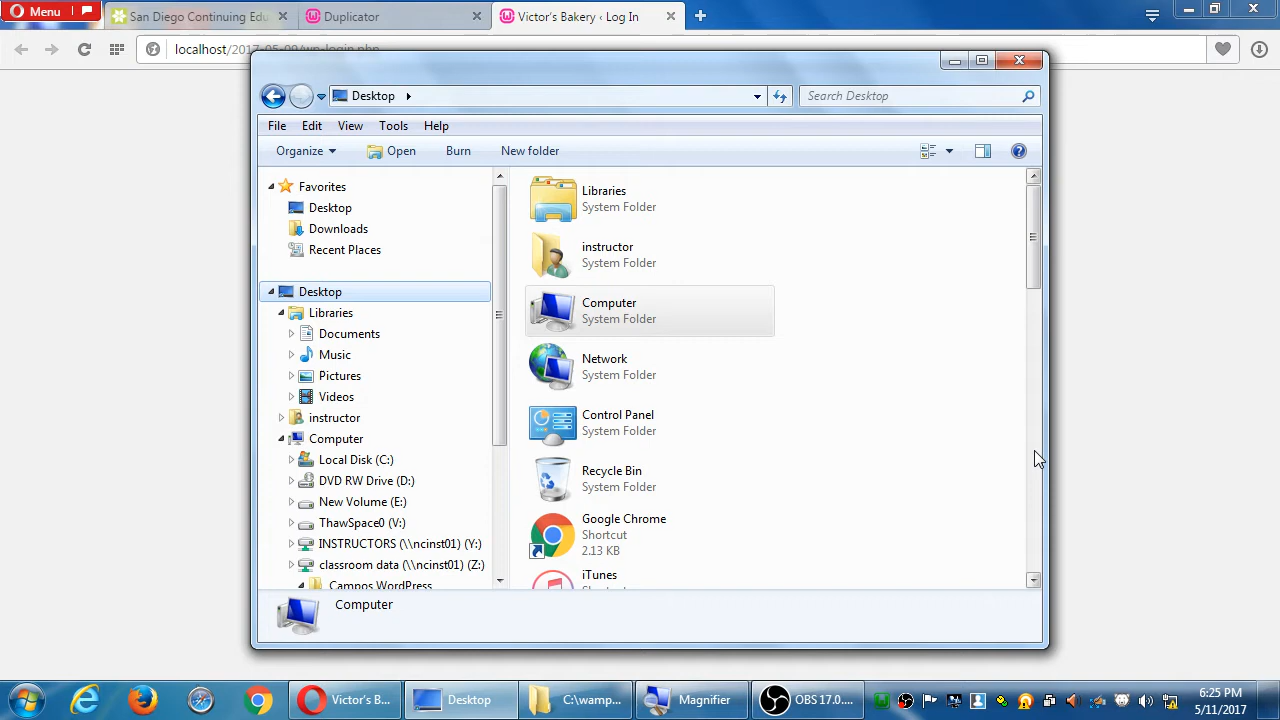 Menu
San Diego Continuing Edu
Duplicator
Victor's Bakery ‹ Log In
localhost/2017-05-09/wp-login.php
Desktop
Search Desktop
File Edit View Tools Help
Organize Open Burn New folder
Favorites
Desktop
Downloads
Recent Places
Desktop
Libraries
Documents
Music
Pictures
Videos
instructor
Computer
Local Disk (C:)
DVD RW Drive (D:)
New Volume (E:)
ThawSpace0 (V:)
INSTRUCTORS (\\ncinst01) (Y:)
classroom data (\\ncinst01) (Z:)
Campos WordPress
Libraries
System Folder
instructor
System Folder
Computer
System Folder
Network
System Folder
Control Panel
System Folder
Recycle Bin
System Folder
Google Chrome
Shortcut
2.13 KB
iTunes
Shortcut
Computer
Victor's B...
Desktop
C:\wamp...
Magnifier
OBS 17.0....
6:25 PM
5/11/2017